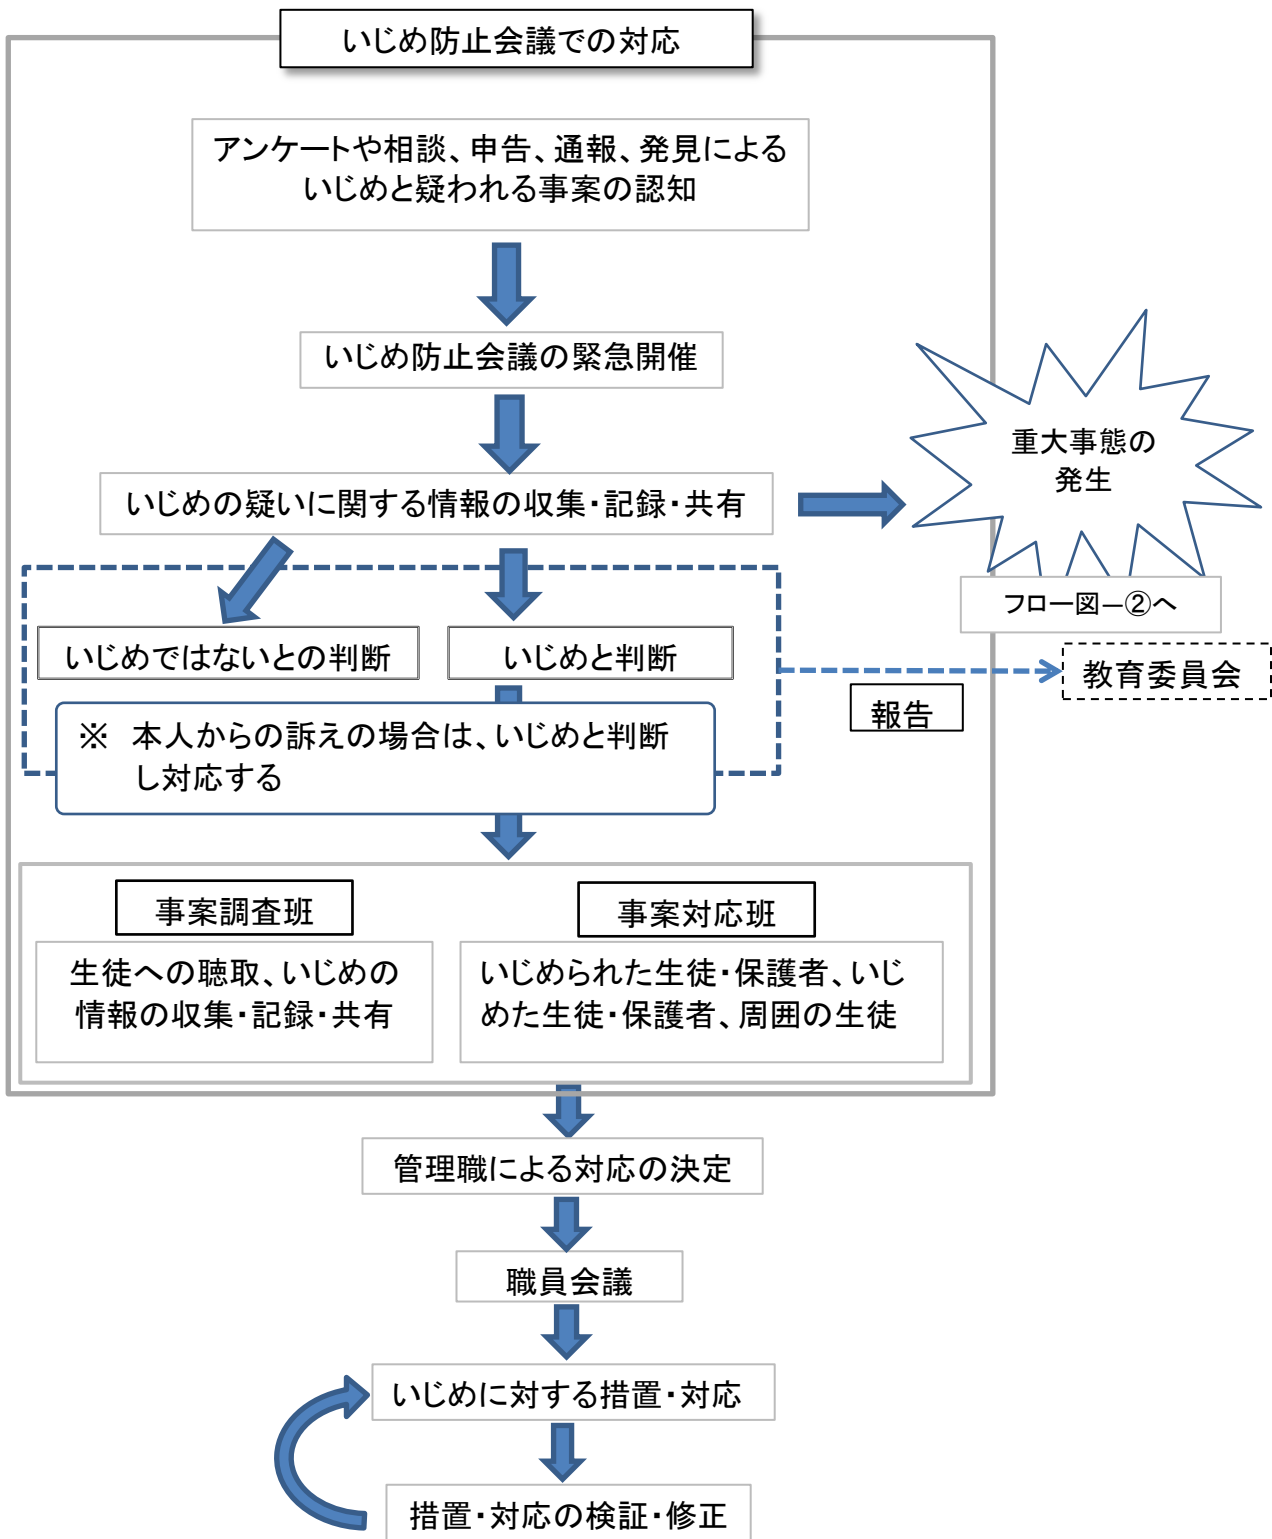 いじめ防止会議での対応
アンケートや相談、申告、通報、発見による
いじめと疑われる事案の認知
いじめ防止会議の緊急開催
重大事態の
発生
いじめの疑いに関する情報の収集・記録・共有
フロー図―②へ
いじめではないとの判断
いじめと判断
教育委員会
報告
※ 本人からの訴えの場合は、いじめと判断
し対応する
事案調査班
生徒への聴取、いじめの
情報の収集・記録・共有
事案対応班
いじめられた生徒・保護者、いじ
めた生徒・保護者、周囲の生徒
管理職による対応の決定
職員会議
いじめに対する措置・対応
措置・対応の検証・修正